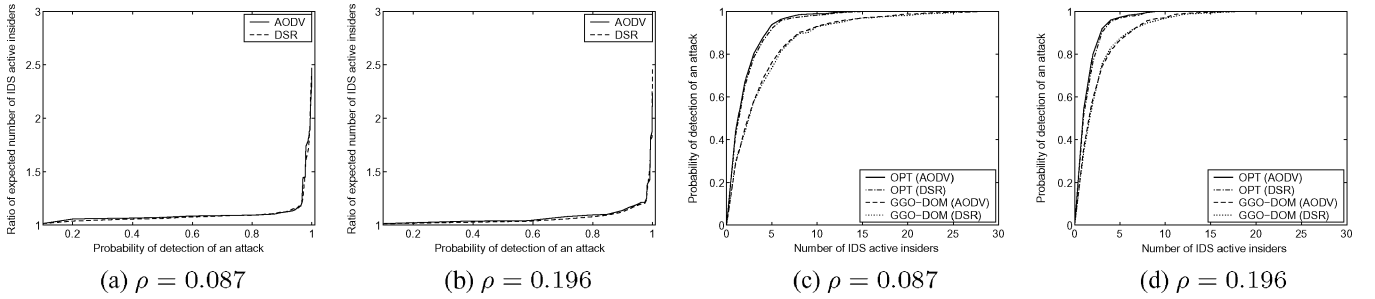 Ratio of expected number of IDS active insiders
3
2.5
2
1.5
1
0.2
0.4
0.6
0.8
1
Probability of detection of an attack
AODV
DSR
(a) ρ = 0.087
Ratio of expected number of IDS active insiders
3
2.5
2
1.5
1
0.2
0.4
0.6
0.8
1
Probability of detection of an attack
AODV
DSR
(b) ρ = 0.196
Probability of detection of an attack
1
0.8
0.6
0.4
0.2
0
0
5
10
15
20
25
30
Number of IDS active insiders
OPT (AODV)
OPT (DSR)
GGO-DOM (AODV)
GGO-DOM (DSR)
(c) ρ = 0.087
Probability of detection of an attack
1
0.8
0.6
0.4
0.2
0
0
5
10
15
20
25
30
Number of IDS active insiders
OPT (AODV)
OPT (DSR)
GGO-DOM (AODV)
GGO-DOM (DSR)
(d) ρ = 0.196